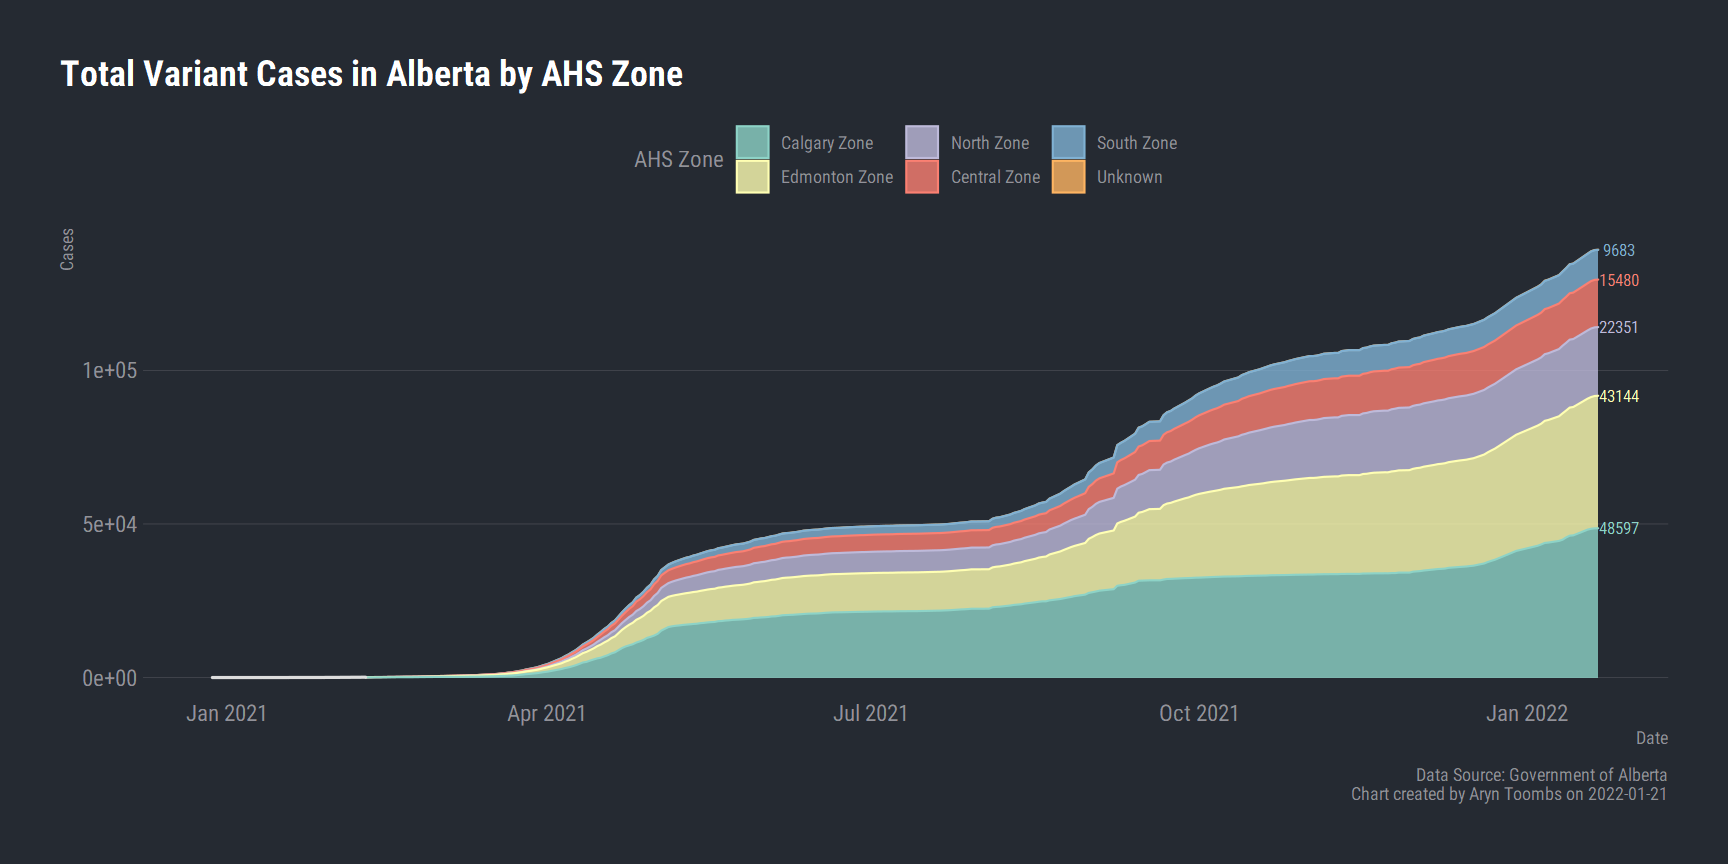 Total Variant Cases in Alberta by AHS Zone
AHS Zone
Calgary Zone
North Zone
South Zone
Edmonton Zone
Central Zone
Unknown
Cases
9683
15480
22351
1e+05
43144
5e+04
48597
0e+00
Jan 2021
Apr 2021
Jul 2021
Oct 2021
Jan 2022
Date
Data Source: Government of Alberta
Chart created by Aryn Toombs on 2022-01-21